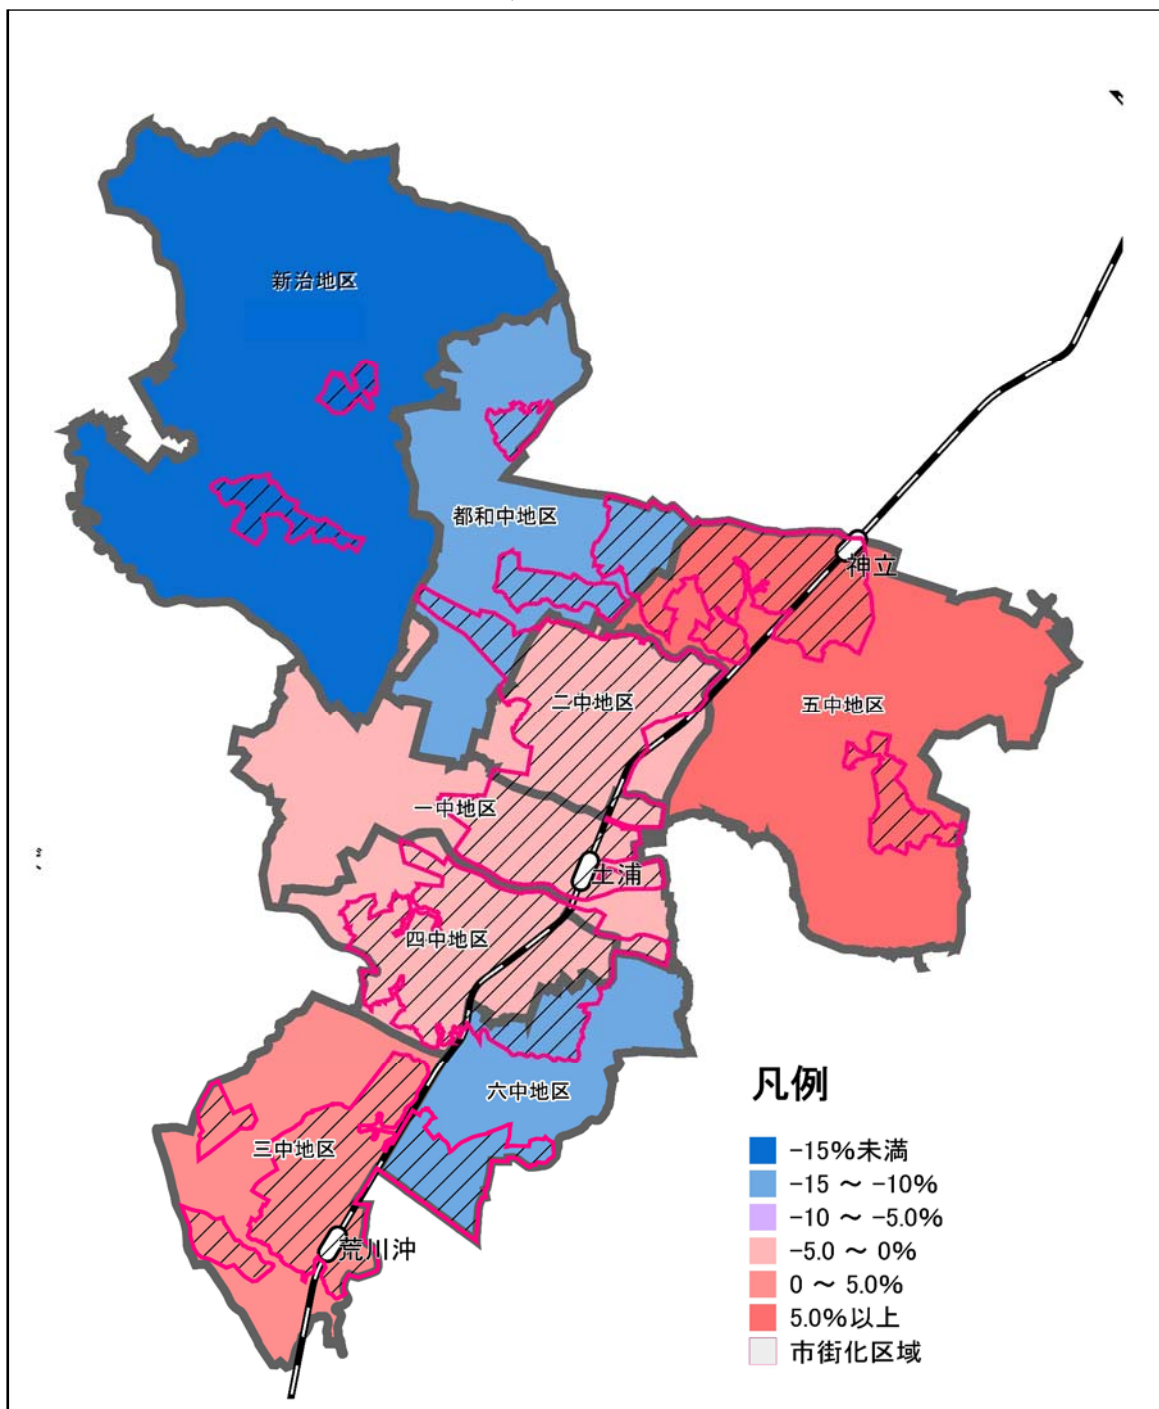 新治地区
都和中地区
神立
二中地区
五中地区
一中地区
土浦
四中地区
六中地区
三中地区
荒川沖
凡例
-15%未満
-15 ～ -10%
-10 ～ -5.0%
-5.0 ～ 0%
0 ～ 5.0%
5.0%以上
市街化区域